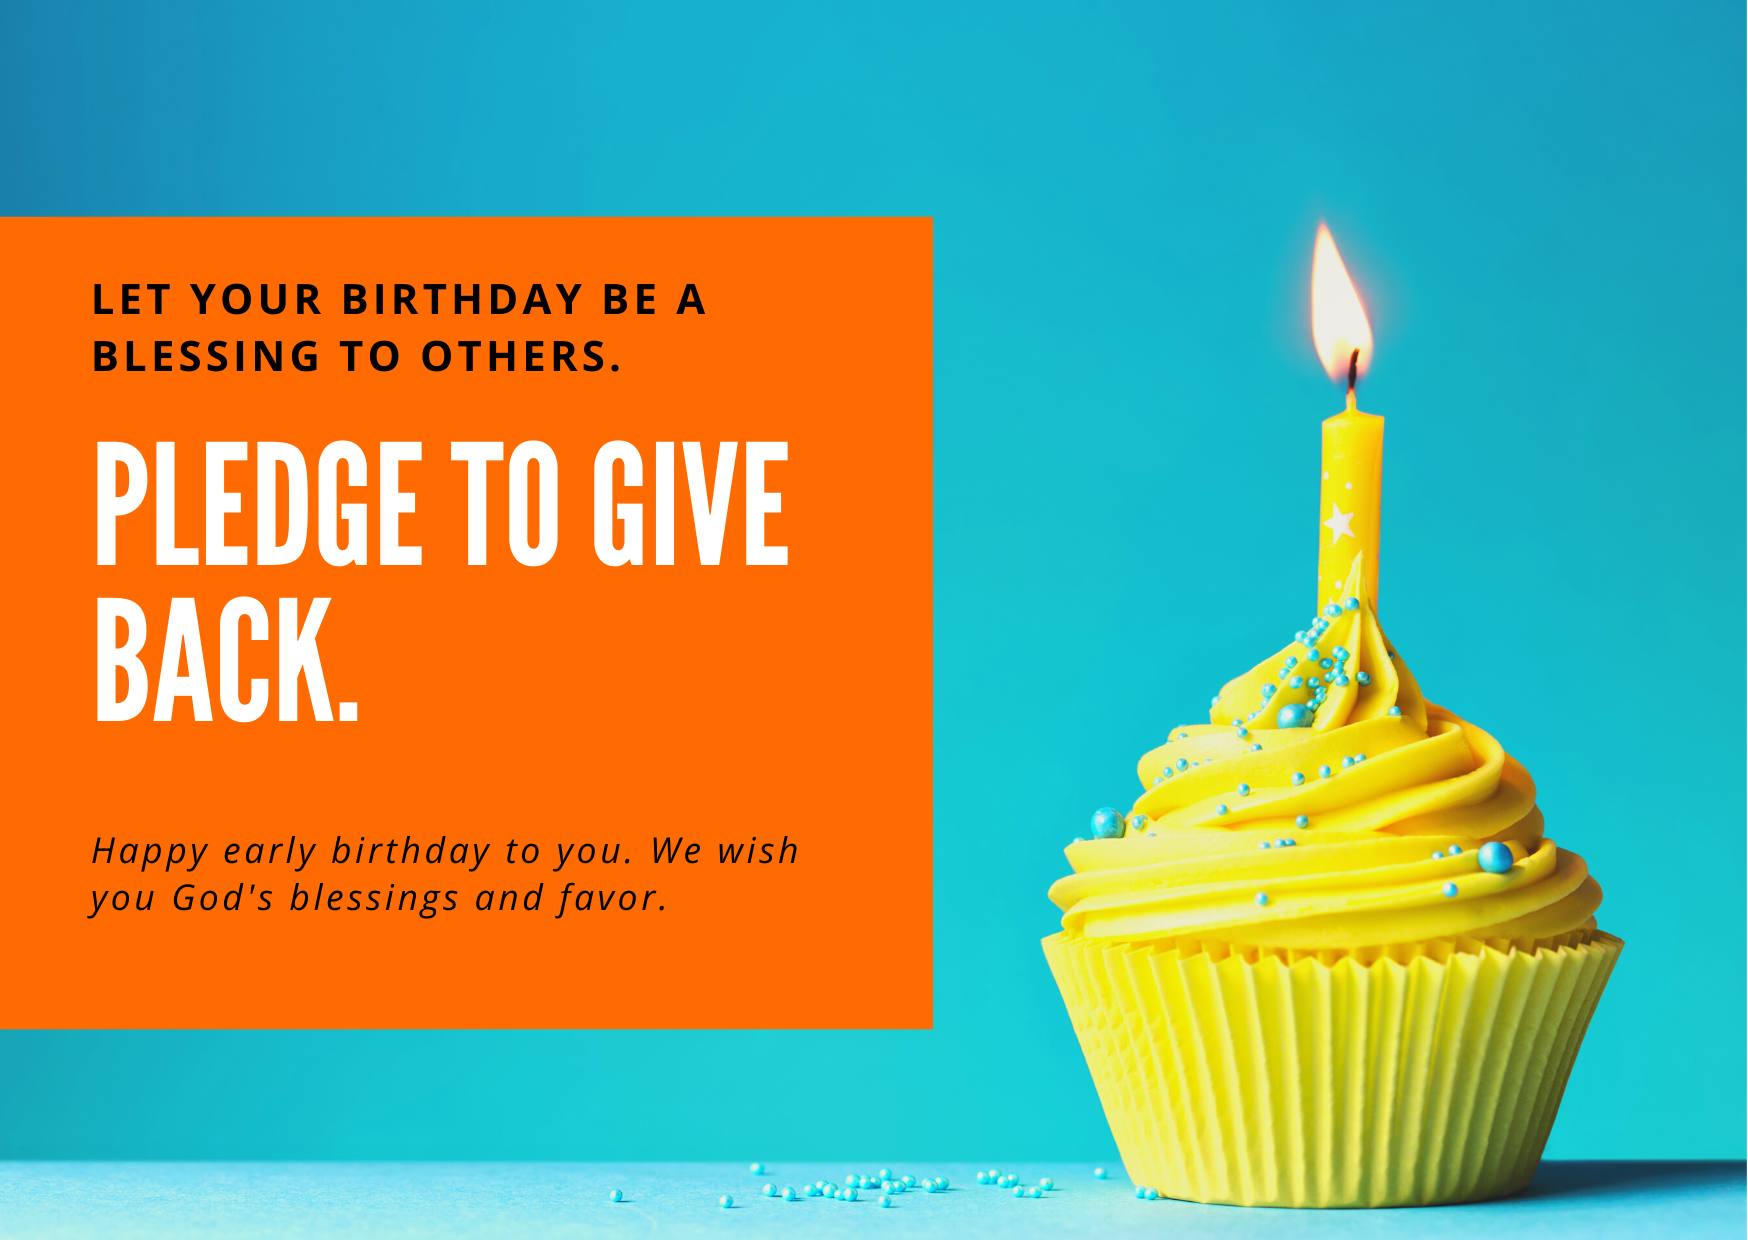 LET YOUR BIRTHDAY BE A
BLESSING TO OTHERS.
PLEDGE TO GIVE
BACK.
Happy early birthday to you. We wish
you God's blessings and favor.